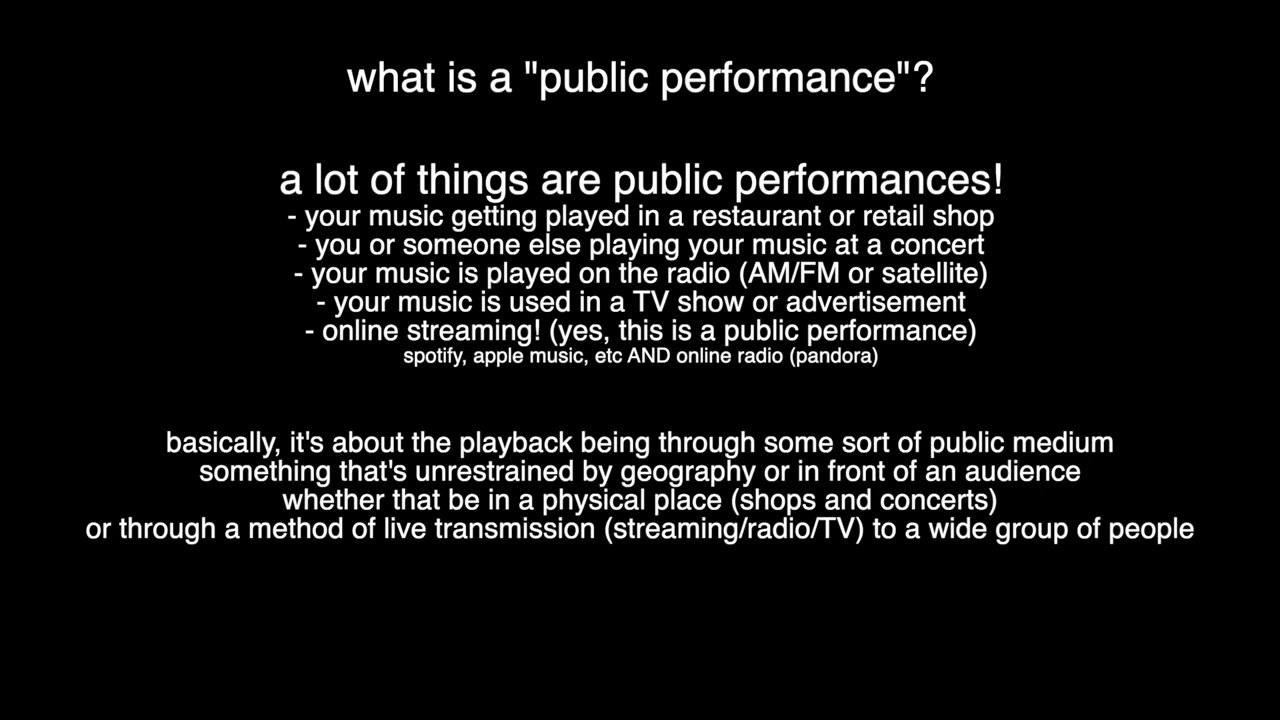 what is a "public performance"?
a lot of things are public performances!
- your music getting played in a restaurant or retail shop
- you or someone else playing your music at a concert
- your music is played on the radio (AM/FM or satellite)
- your music is used in a TV show or advertisement
- online streaming! (yes, this is a public performance)
spotify, apple music, etc AND online radio (pandora)
basically, it's about the playback being through some sort of public medium
something that's unrestrained by geography or in front of an audience
whether that be in a physical place (shops and concerts)
or through a method of live transmission (streaming/radio/TV) to a wide group of people